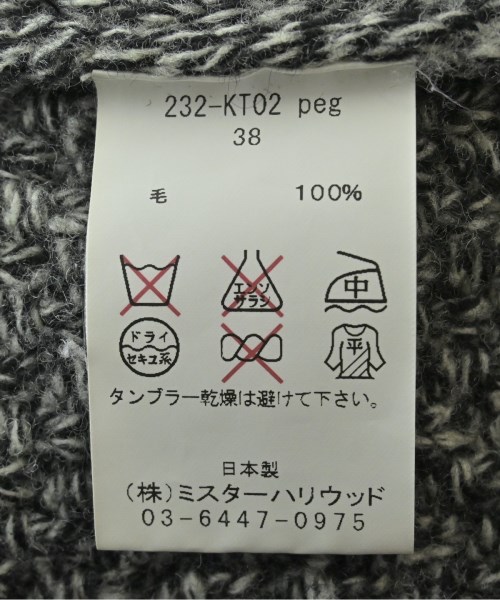 232-KT02 peg
38
毛 100%
エンソ
サラシ
中
ドライ
セキユ系
平
タンブラー乾燥は避けて下さい。
日本製
(株)ミスターハリウッド
03-6447-0975